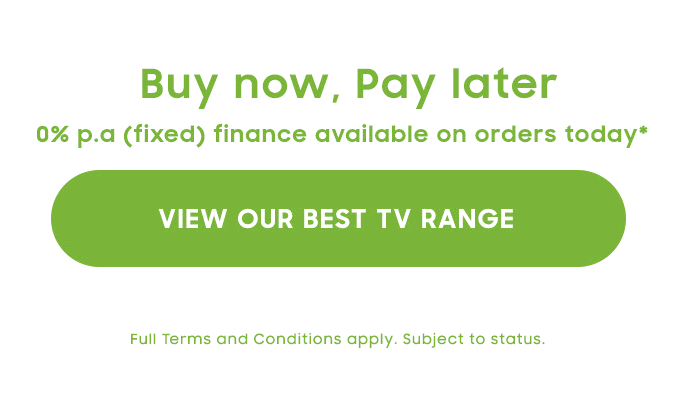 Buy now, Pay later
0% p.a (fixed) finance available on orders today*
VIEW OUR BEST TV RANGE
Full Terms and Conditions apply. Subject to status.